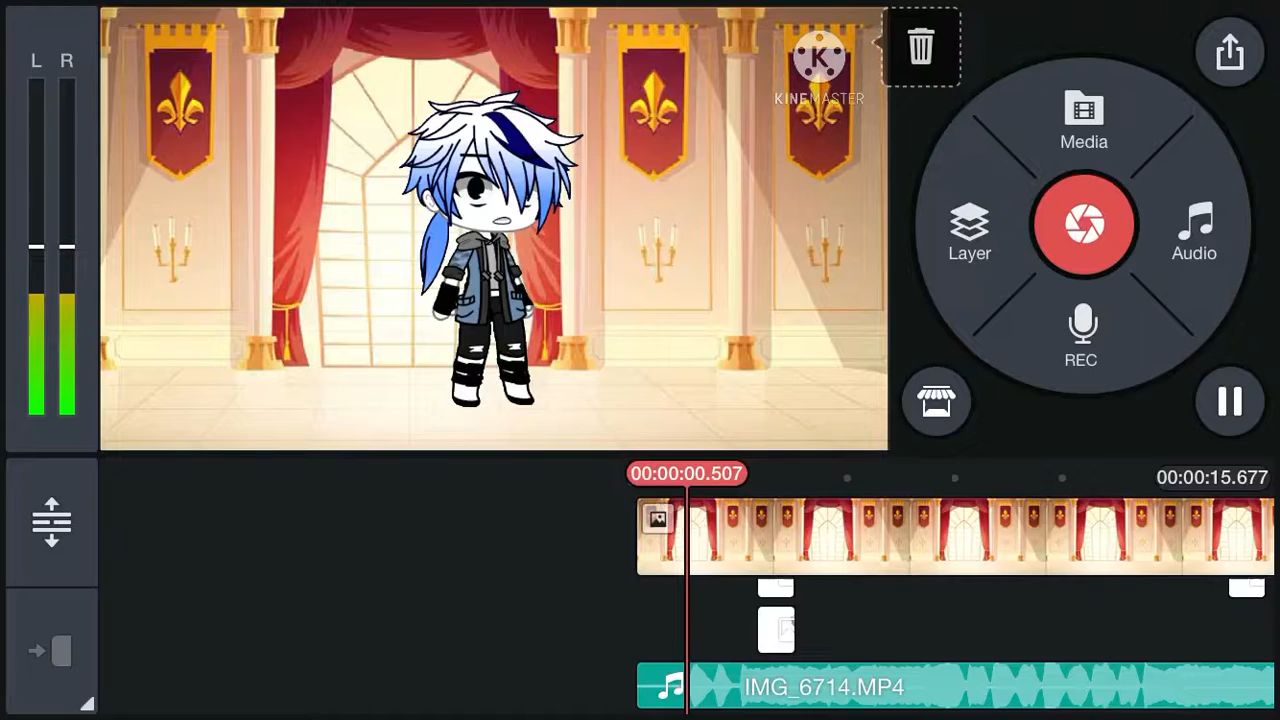 L R
K
KINEMASTER
Media
Layer
Audio
REC
00:00:00.507
00:00:15.677
IMG_6714.MP4